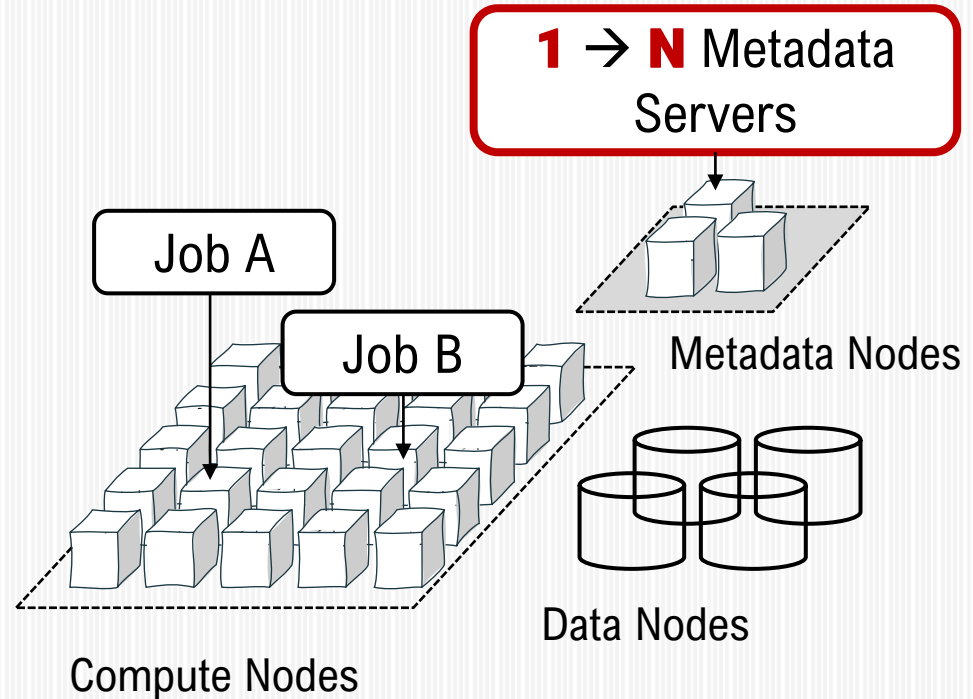 1 → N Metadata
Servers
Job A
Job B
Metadata Nodes
Data Nodes
Compute Nodes